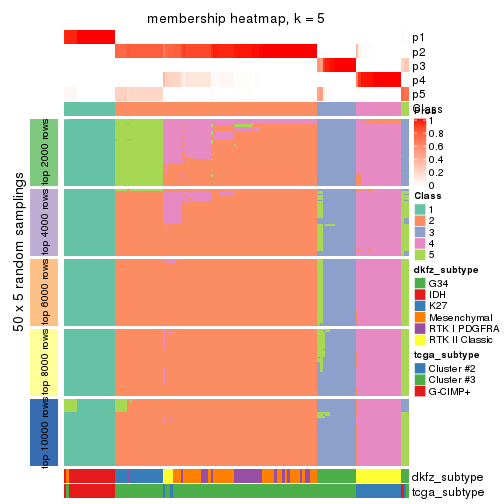 membership heatmap, k = 5
p1
p2
p3
p4
p5
Class
1
0.8
0.6
0.4
0.2
0
Class
1
2
3
4
5
dkfz_subtype
G34
IDH
K27
Mesenchymal
RTK I PDGFRA
RTK II Classic
tcga_subtype
Cluster #2
Cluster #3
G-CIMP+
50 x 5 random samplings
top 2000 rows
top 4000 rows
top 6000 rows
top 8000 rows
top 10000 rows
dkfz_subtype
tcga_subtype